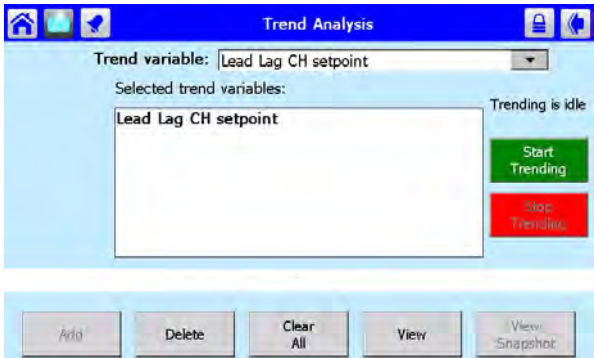 Trend Analysis
Trend variable: Lead Lag CH setpoint
Selected trend variables:
Lead Lag CH setpoint
Trending is idle
Start
Trending
Stop
Trending
Add
Delete
Clear
All
View
View
Snapshot